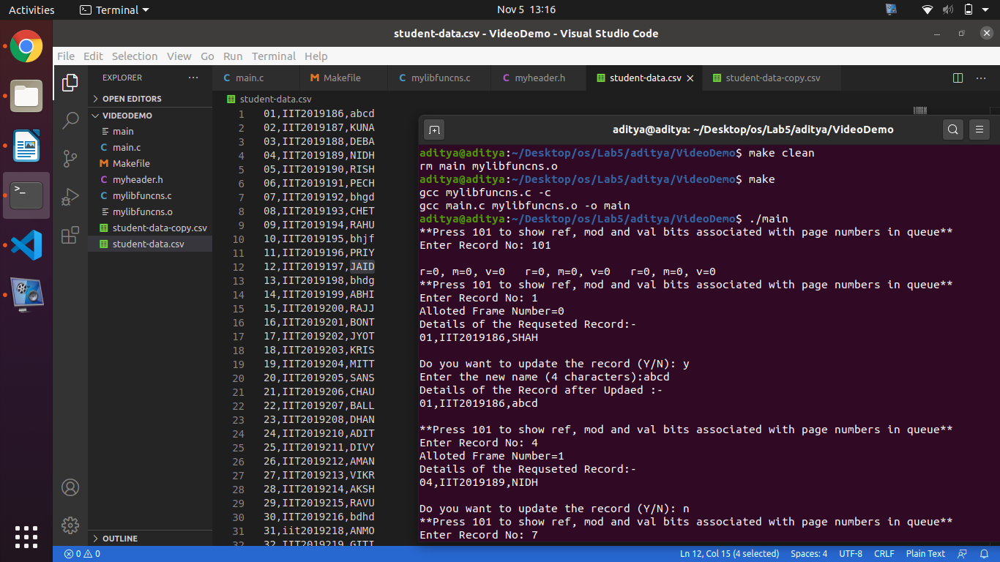 Activities
Terminal
Nov 5 13:16
student-data.csv - VideoDemo - Visual Studio Code
File Edit Selection View Go Run Terminal Help
EXPLORER
OPEN EDITORS
VIDEODEMO
main
C main.c
M Makefile
C myheader.h
C mylibfuncns.c
mylibfuncns.o
student-data-copy.csv
student-data.csv
OUTLINE
C main.c
M Makefile
C mylibfuncns.c
C myheader.h
student-data.csv
student-data-copy.csv
student-data.csv
1 01,IIT2019186,abcd
2 02,IIT2019187,KUNA
3 03,IIT2019188,DEBA
4 04,IIT2019189,NIDH
5 05,IIT2019190,RISH
6 06,IIT2019191,PECH
7 07,IIT2019192,bhgd
8 08,IIT2019193,CHET
9 09,IIT2019194,RAHU
10 10,IIT2019195,bhjf
11 11,IIT2019196,PRIY
12 12,IIT2019197,JAID
13 13,IIT2019198,bhdg
14 14,IIT2019199,ABHI
15 15,IIT2019200,RAJJ
16 16,IIT2019201,BONT
17 17,IIT2019202,JYOT
18 18,IIT2019203,KRIS
19 19,IIT2019204,MITT
20 20,IIT2019205,SANS
21 21,IIT2019206,CHAU
22 22,IIT2019207,BALL
23 23,IIT2019208,DHAN
24 24,IIT2019210,ADIT
25 25,IIT2019211,DIVY
26 26,IIT2019212,AMAN
27 27,IIT2019213,VIKR
28 28,IIT2019214,AKSH
29 29,IIT2019215,RAVU
30 30,IIT2019216,bdhd
31 31,iit2019218,ANMO
32 32,IIT2019219,GITI
aditya@aditya: ~/Desktop/os/Lab5/aditya/VideoDemo
aditya@aditya:~/Desktop/os/Lab5/aditya/VideoDemo$ make clean
rm main mylibfuncns.o
aditya@aditya:~/Desktop/os/Lab5/aditya/VideoDemo$ make
gcc mylibfuncns.c -c
gcc main.c mylibfuncns.o -o main
aditya@aditya:~/Desktop/os/Lab5/aditya/VideoDemo$ ./main
**Press 101 to show ref, mod and val bits associated with page numbers in queue**
Enter Record No: 101
r=0, m=0, v=0 r=0, m=0, v=0 r=0, m=0, v=0
**Press 101 to show ref, mod and val bits associated with page numbers in queue**
Enter Record No: 1
Alloted Frame Number=0
Details of the Requseted Record:-
01,IIT2019186,SHAH
Do you want to update the record (Y/N): y
Enter the new name (4 characters):abcd
Details of the Record after Updaed :-
01,IIT2019186,abcd
**Press 101 to show ref, mod and val bits associated with page numbers in queue**
Enter Record No: 4
Alloted Frame Number=1
Details of the Requseted Record:-
04,IIT2019189,NIDH
Do you want to update the record (Y/N): n
**Press 101 to show ref, mod and val bits associated with page numbers in queue**
Enter Record No: 7
0 0
Ln 12, Col 15 (4 selected)
Spaces: 4
UTF-8
CRLF
Plain Text